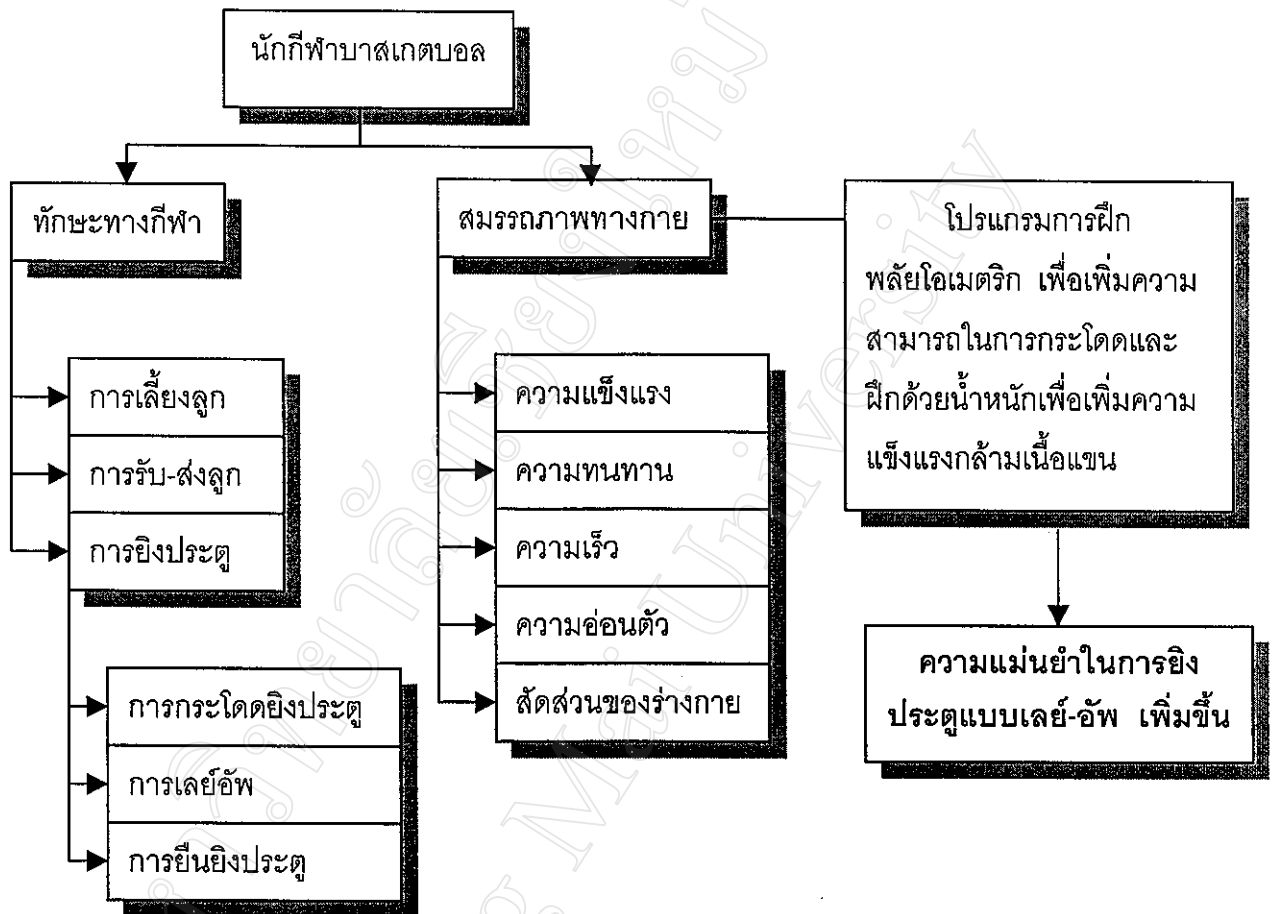 นักกีฬาบาสเกตบอล
ทักษะทางกีฬา
สมรรถภาพทางกาย
โปรแกรมการฝึก
พลัยโอเมตริก เพื่อเพิ่มความ
สามารถในการกระโดดและ
ฝึกด้วยน้ำหนักเพื่อเพิ่มความ
แข็งแรงกล้ามเนื้อแขน
การเลี้ยงลูก
การรับ-ส่งลูก
การยิงประตู
ความแข็งแรง
ความทนทาน
ความเร็ว
ความอ่อนตัว
สัดส่วนของร่างกาย
การกระโดดยิงประตู
การเลย์อัพ
การยืนยิงประตู
ความแม่นยำในการยิง
ประตูแบบเลย์-อัพ เพิ่มขึ้น
Mai University